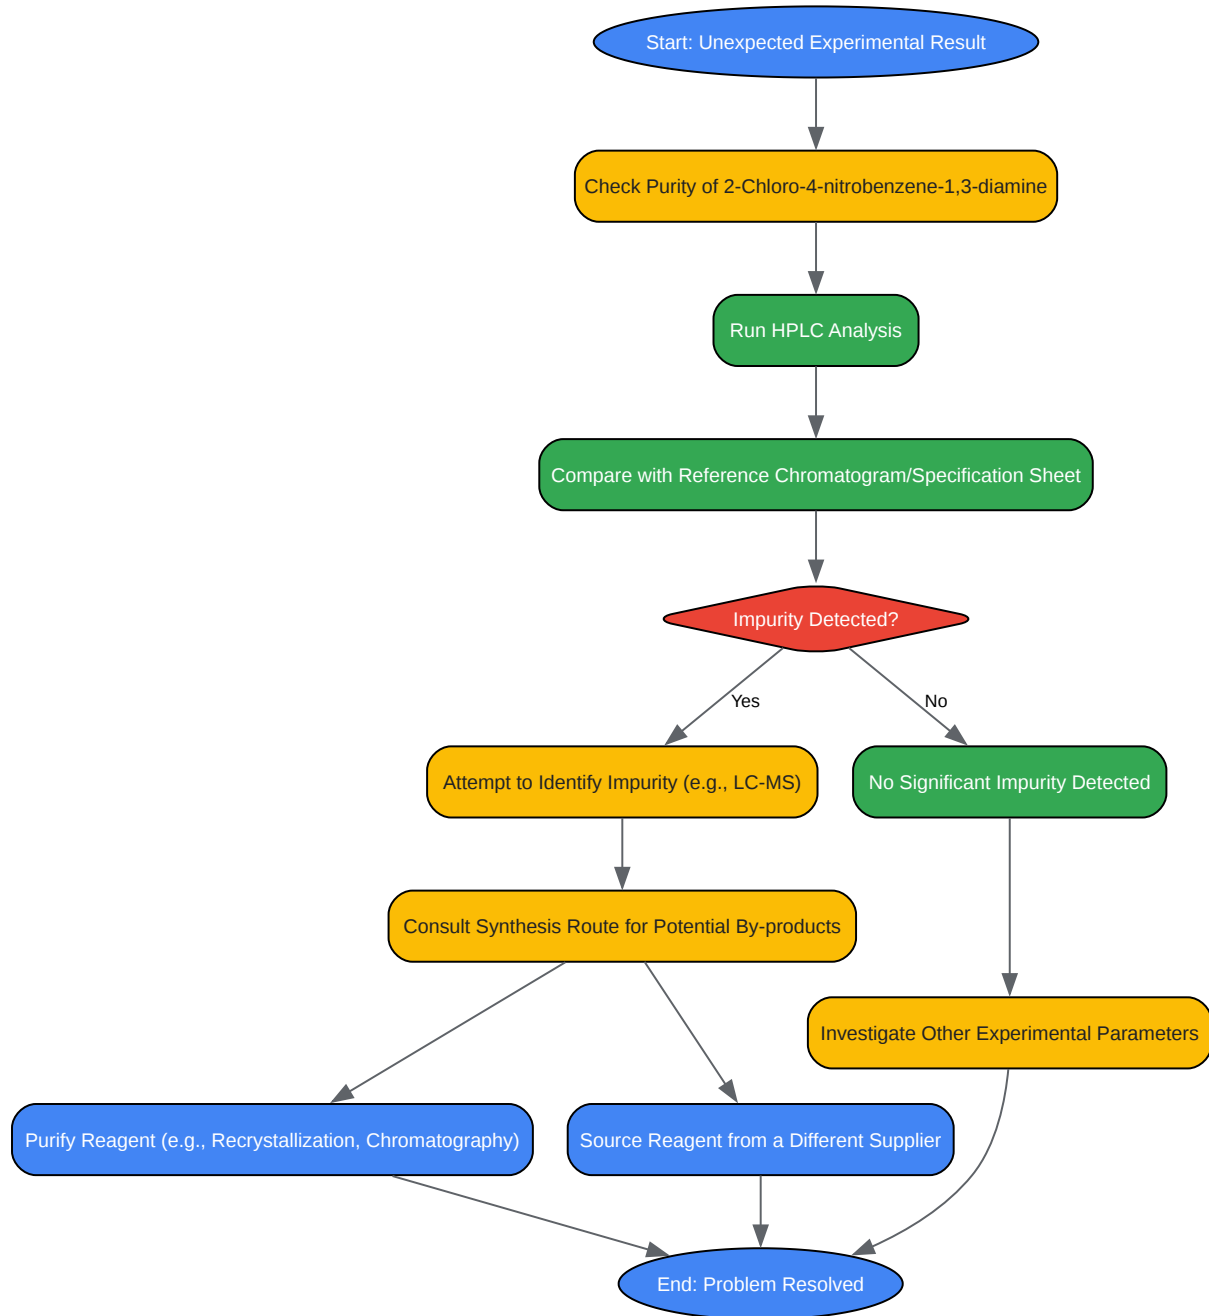 Start: Unexpected Experimental Result
Check Purity of 2-Chloro-4-nitrobenzene-1,3-diamine
Run HPLC Analysis
Compare with Reference Chromatogram/Specification Sheet
Impurity Detected?
Yes
No
Attempt to Identify Impurity (e.g., LC-MS)
No Significant Impurity Detected
Consult Synthesis Route for Potential By-products
Investigate Other Experimental Parameters
Purify Reagent (e.g., Recrystallization, Chromatography)
Source Reagent from a Different Supplier
End: Problem Resolved